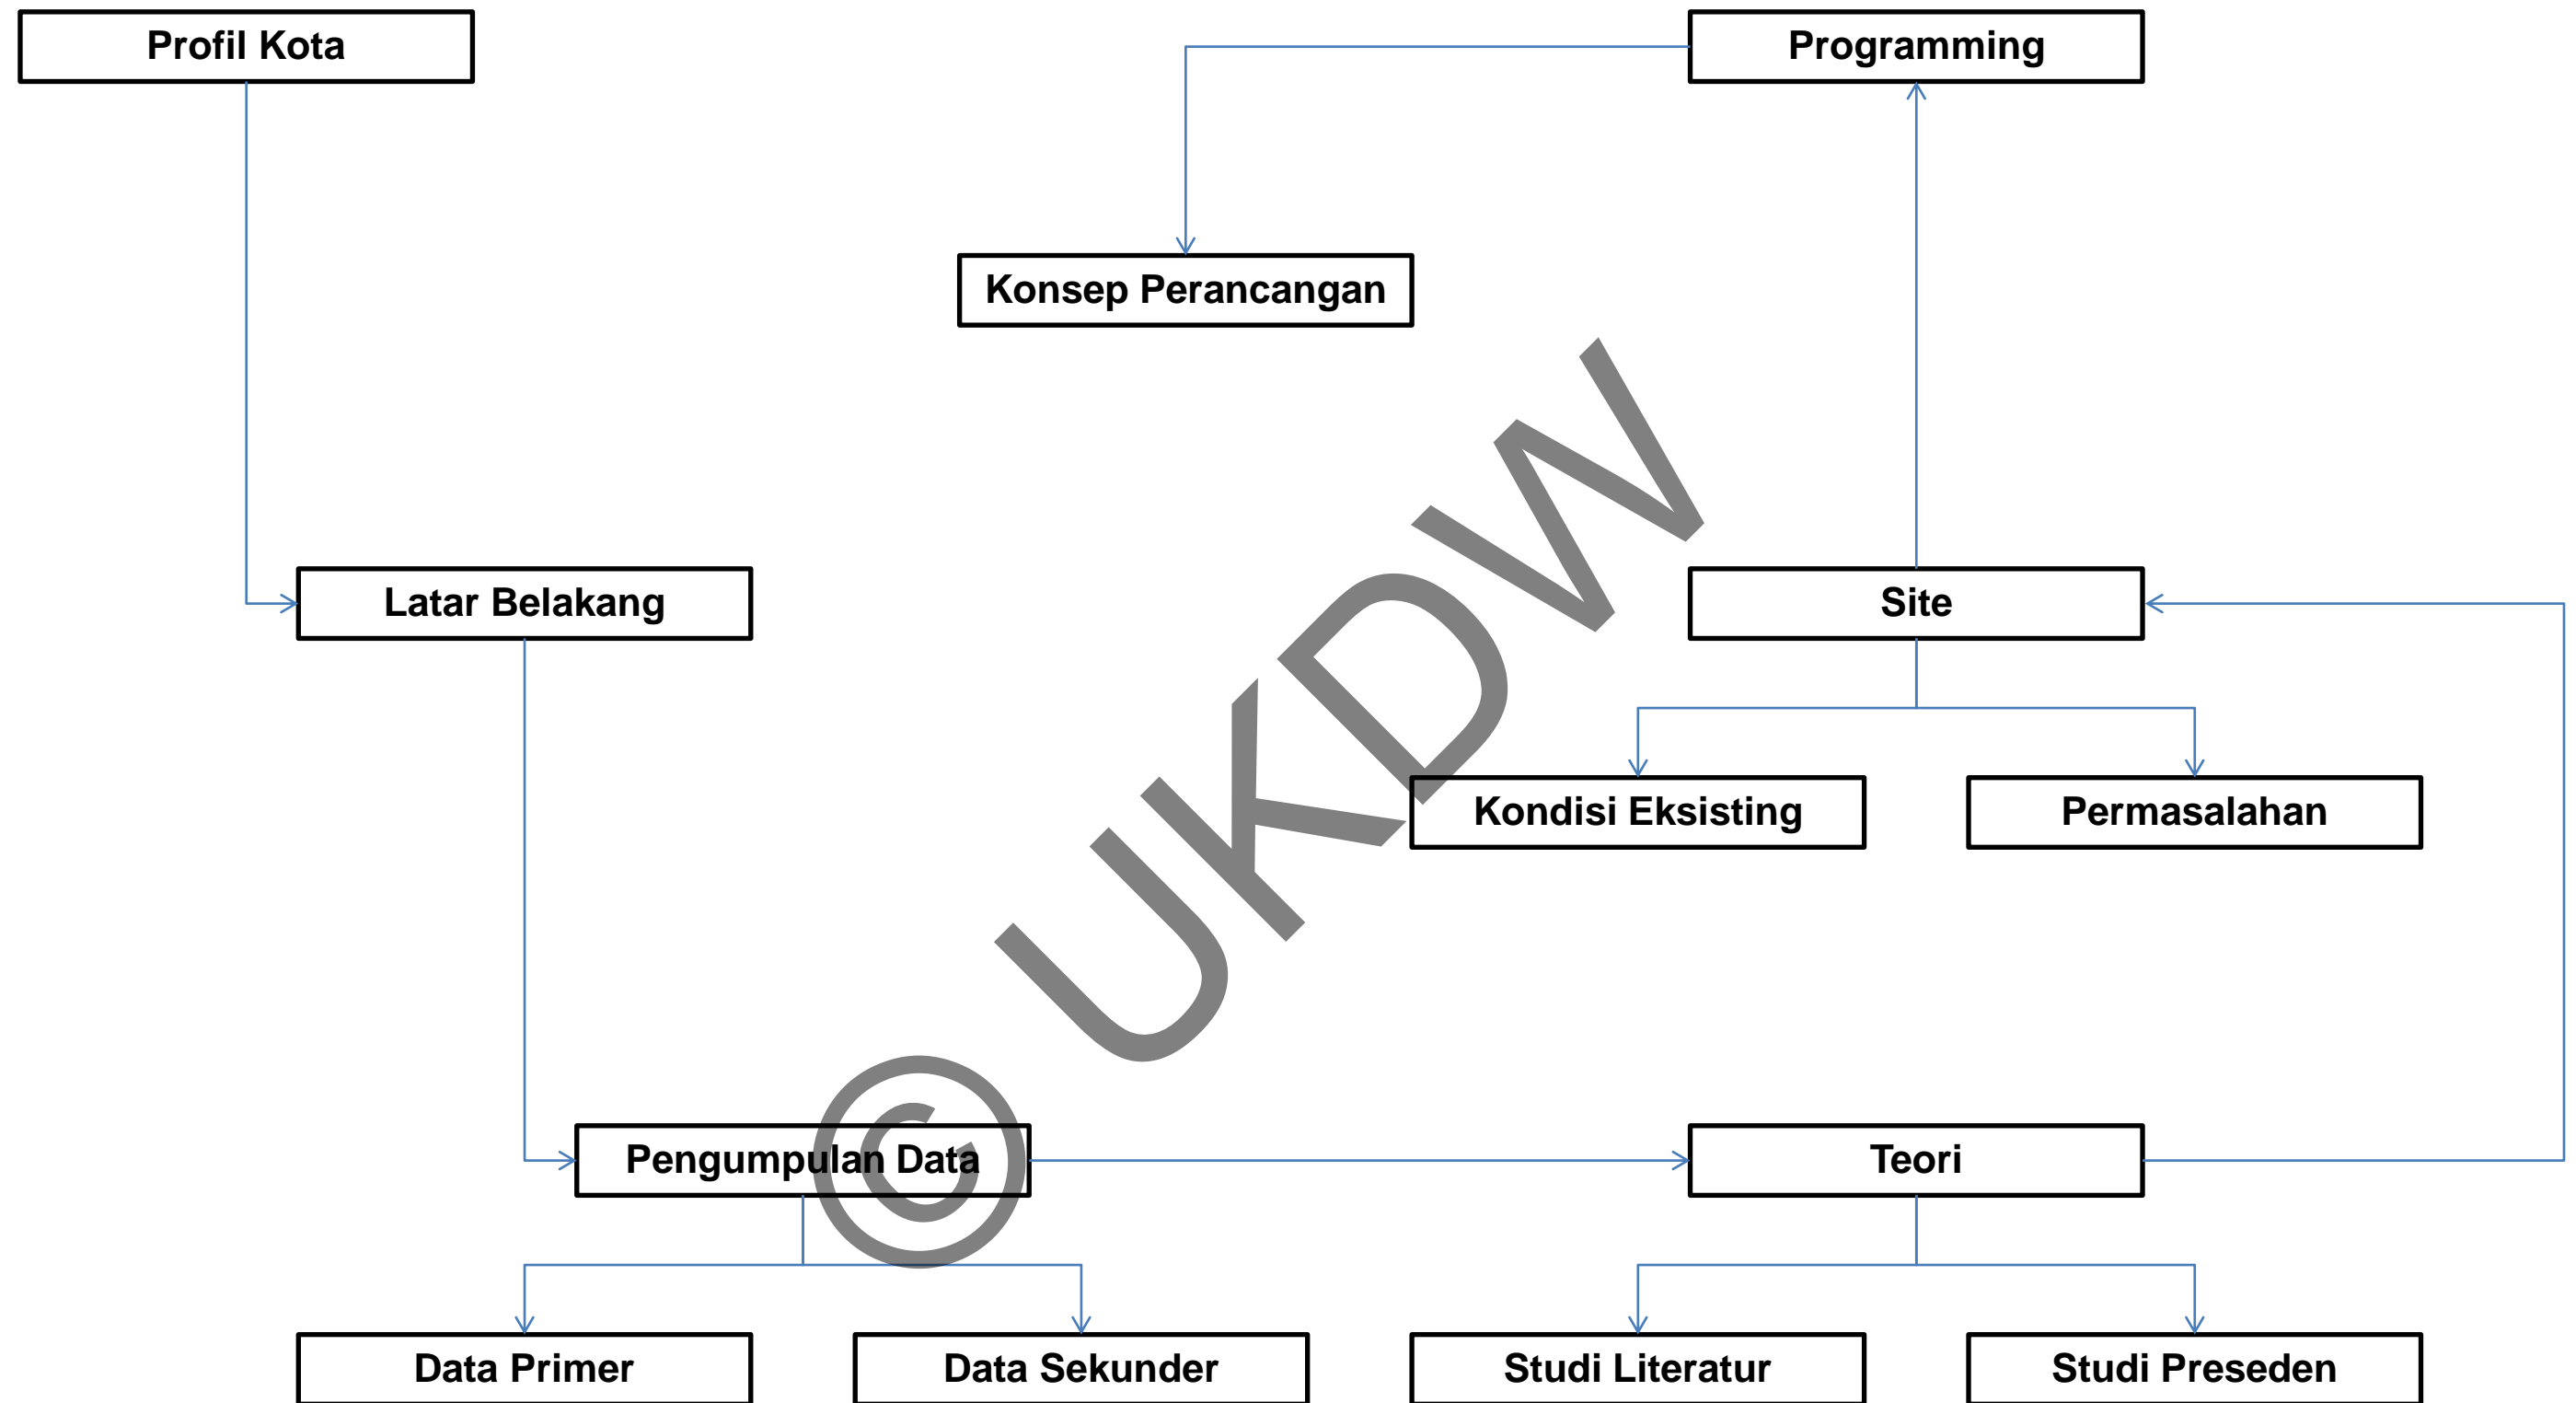 Profil Kota
Programming
Konsep Perancangan
Latar Belakang
Site
Kondisi Eksisting
Permasalahan
Pengumpulan Data
Teori
Data Primer
Data Sekunder
Studi Literatur
Studi Preseden
© UKDW